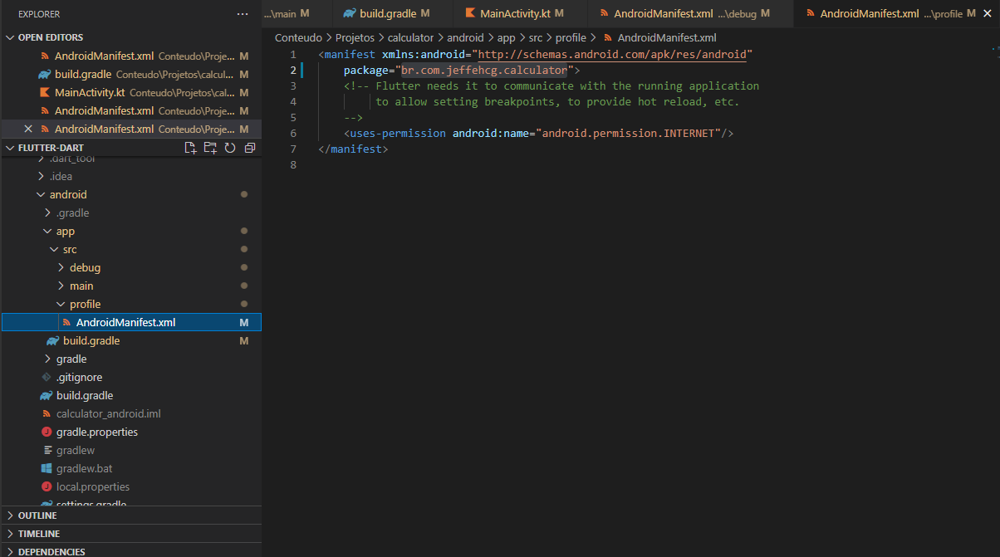 EXPLORER
...
OPEN EDITORS
AndroidManifest.xml Conteudo\Proje... M
build.gradle Conteudo\Projetos\calcul... M
MainActivity.kt Conteudo\Projetos\cal... M
AndroidManifest.xml Conteudo\Proje... M
AndroidManifest.xml Conteudo\Proje... M
FLUTTER-DART
.dart_tool
.idea
android
.gradle
app
src
debug
main
profile
AndroidManifest.xml M
build.gradle M
gradle
.gitignore
build.gradle
calculator_android.iml
gradle.properties
gradlew
gradlew.bat
local.properties
settings.gradle
OUTLINE
TIMELINE
DEPENDENCIES
...\main M
build.gradle M
MainActivity.kt M
AndroidManifest.xml ...\debug M
AndroidManifest.xml ...\profile M
Conteudo > Projetos > calculator > android > app > src > profile > AndroidManifest.xml
1 <manifest xmlns:android="http://schemas.android.com/apk/res/android"
2 package="br.com.jeffehcg.calculator">
3 <!-- Flutter needs it to communicate with the running application
4 to allow setting breakpoints, to provide hot reload, etc.
5 -->
6 <uses-permission android:name="android.permission.INTERNET"/>
7 </manifest>
8